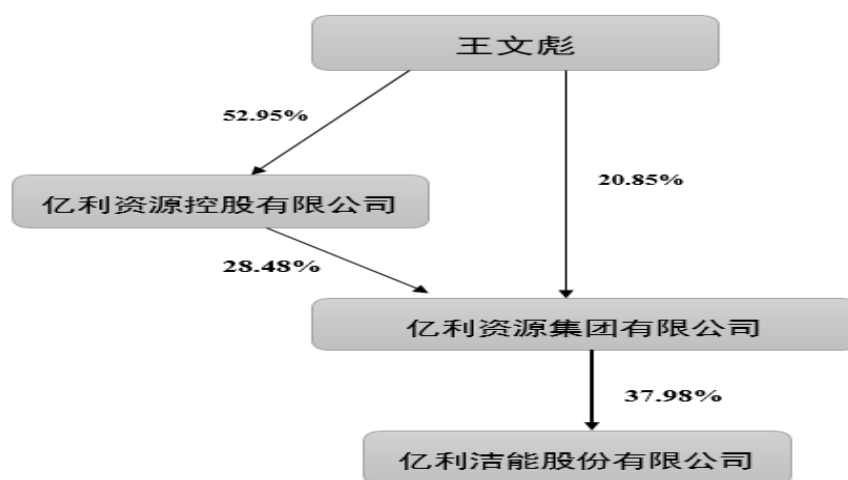 王文彪
52.95%
20.85%
亿利资源控股有限公司
28.48%
亿利资源集团有限公司
37.98%
亿利洁能股份有限公司